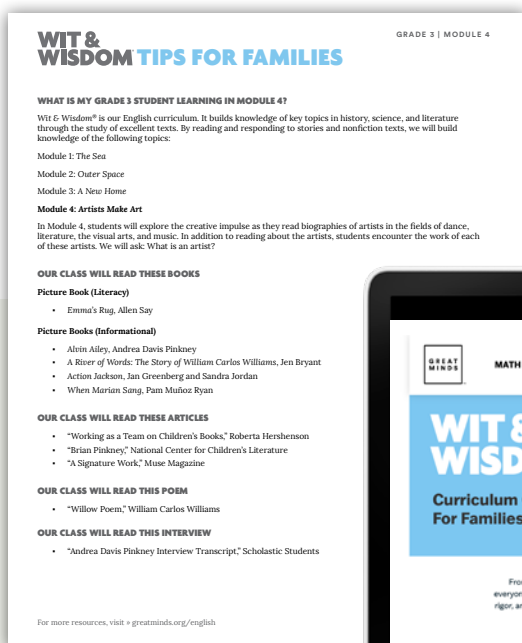 GRADE 3 | MODULE 4
WIT &
WISDOM® TIPS FOR FAMILIES
WHAT IS MY GRADE 3 STUDENT LEARNING IN MODULE 4?
Wit & Wisdom® is our English curriculum. It builds knowledge of key topics in history, science, and literature
through the study of excellent texts. By reading and responding to stories and nonfiction texts, we will build
knowledge of the following topics:
Module 1: The Sea
Module 2: Outer Space
Module 3: A New Home
Module 4: Artists Make Art
In Module 4, students will explore the creative impulse as they read biographies of artists in the fields of dance,
literature, the visual arts, and music. In addition to reading about the artists, students encounter the work of each
of these artists. We will ask: What is an artist?
OUR CLASS WILL READ THESE BOOKS
Picture Book (Literacy)
• Emma's Rug, Allen Say
Picture Books (Informational)
• Alvin Ailey, Andrea Davis Pinkney
• A River of Words: The Story of William Carlos Williams, Jen Bryant
• Action Jackson, Jan Greenberg and Sandra Jordan
• When Marian Sang, Pam Muñoz Ryan
OUR CLASS WILL READ THESE ARTICLES
• “Working as a Team on Children's Books,” Roberta Hershenson
• “Brian Pinkney,” National Center for Children's Literature
• “A Signature Work,” Muse Magazine
OUR CLASS WILL READ THIS POEM
• “Willow Poem,” William Carlos Williams
OUR CLASS WILL READ THIS INTERVIEW
• “Andrea Davis Pinkney Interview Transcript,” Scholastic Students
For more resources, visit » greatminds.org/english
GREAT
MINDS
MATH
WIT &
WISD
Curriculum
For Families
Fro
everyon
rigor, a